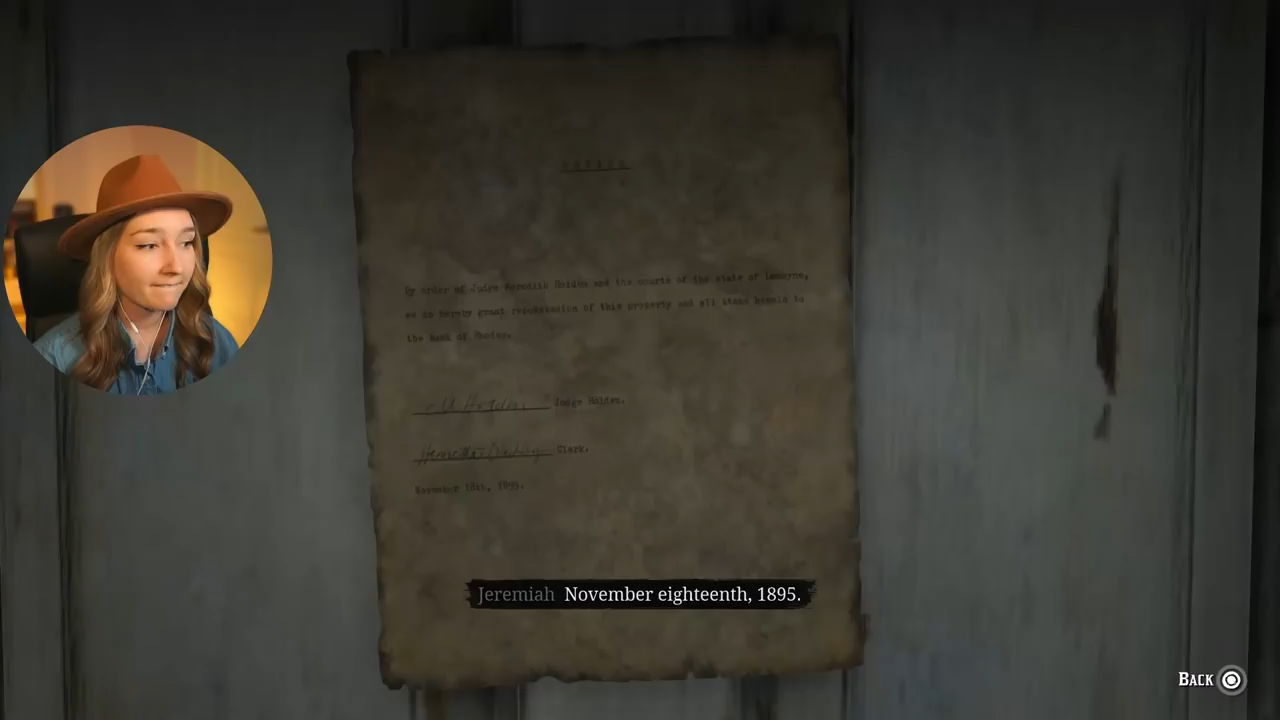 By order of Judge Meredith Holden and the courts of the state of Lemoyne,
we do hereby grant repossession of this property and all items herein to
the Bank of Rhodes.
Judge Holden.
Clerk.
November 18th, 1895.
Jeremiah November eighteenth, 1895.
BACK